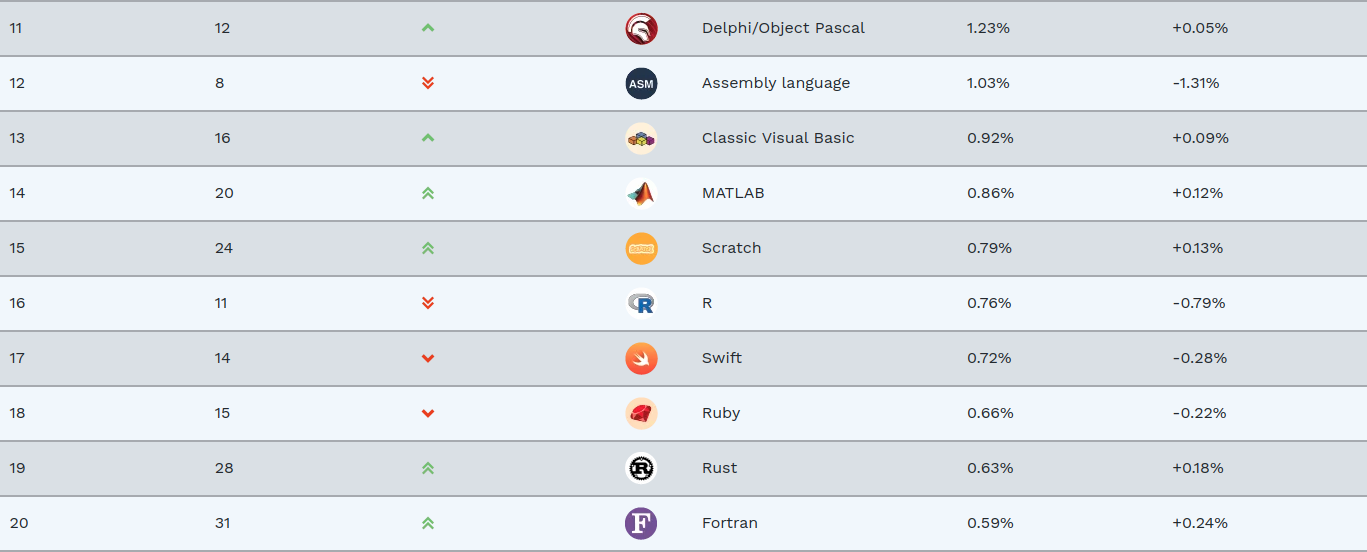 11 12 Delphi/Object Pascal 1.23% +0.05%
12 8 ASM Assembly language 1.03% -1.31%
13 16 Classic Visual Basic 0.92% +0.09%
14 20 MATLAB 0.86% +0.12%
15 24 Scratch 0.79% +0.13%
16 11 R R 0.76% -0.79%
17 14 Swift 0.72% -0.28%
18 15 Ruby 0.66% -0.22%
19 28 R Rust 0.63% +0.18%
20 31 F Fortran 0.59% +0.24%